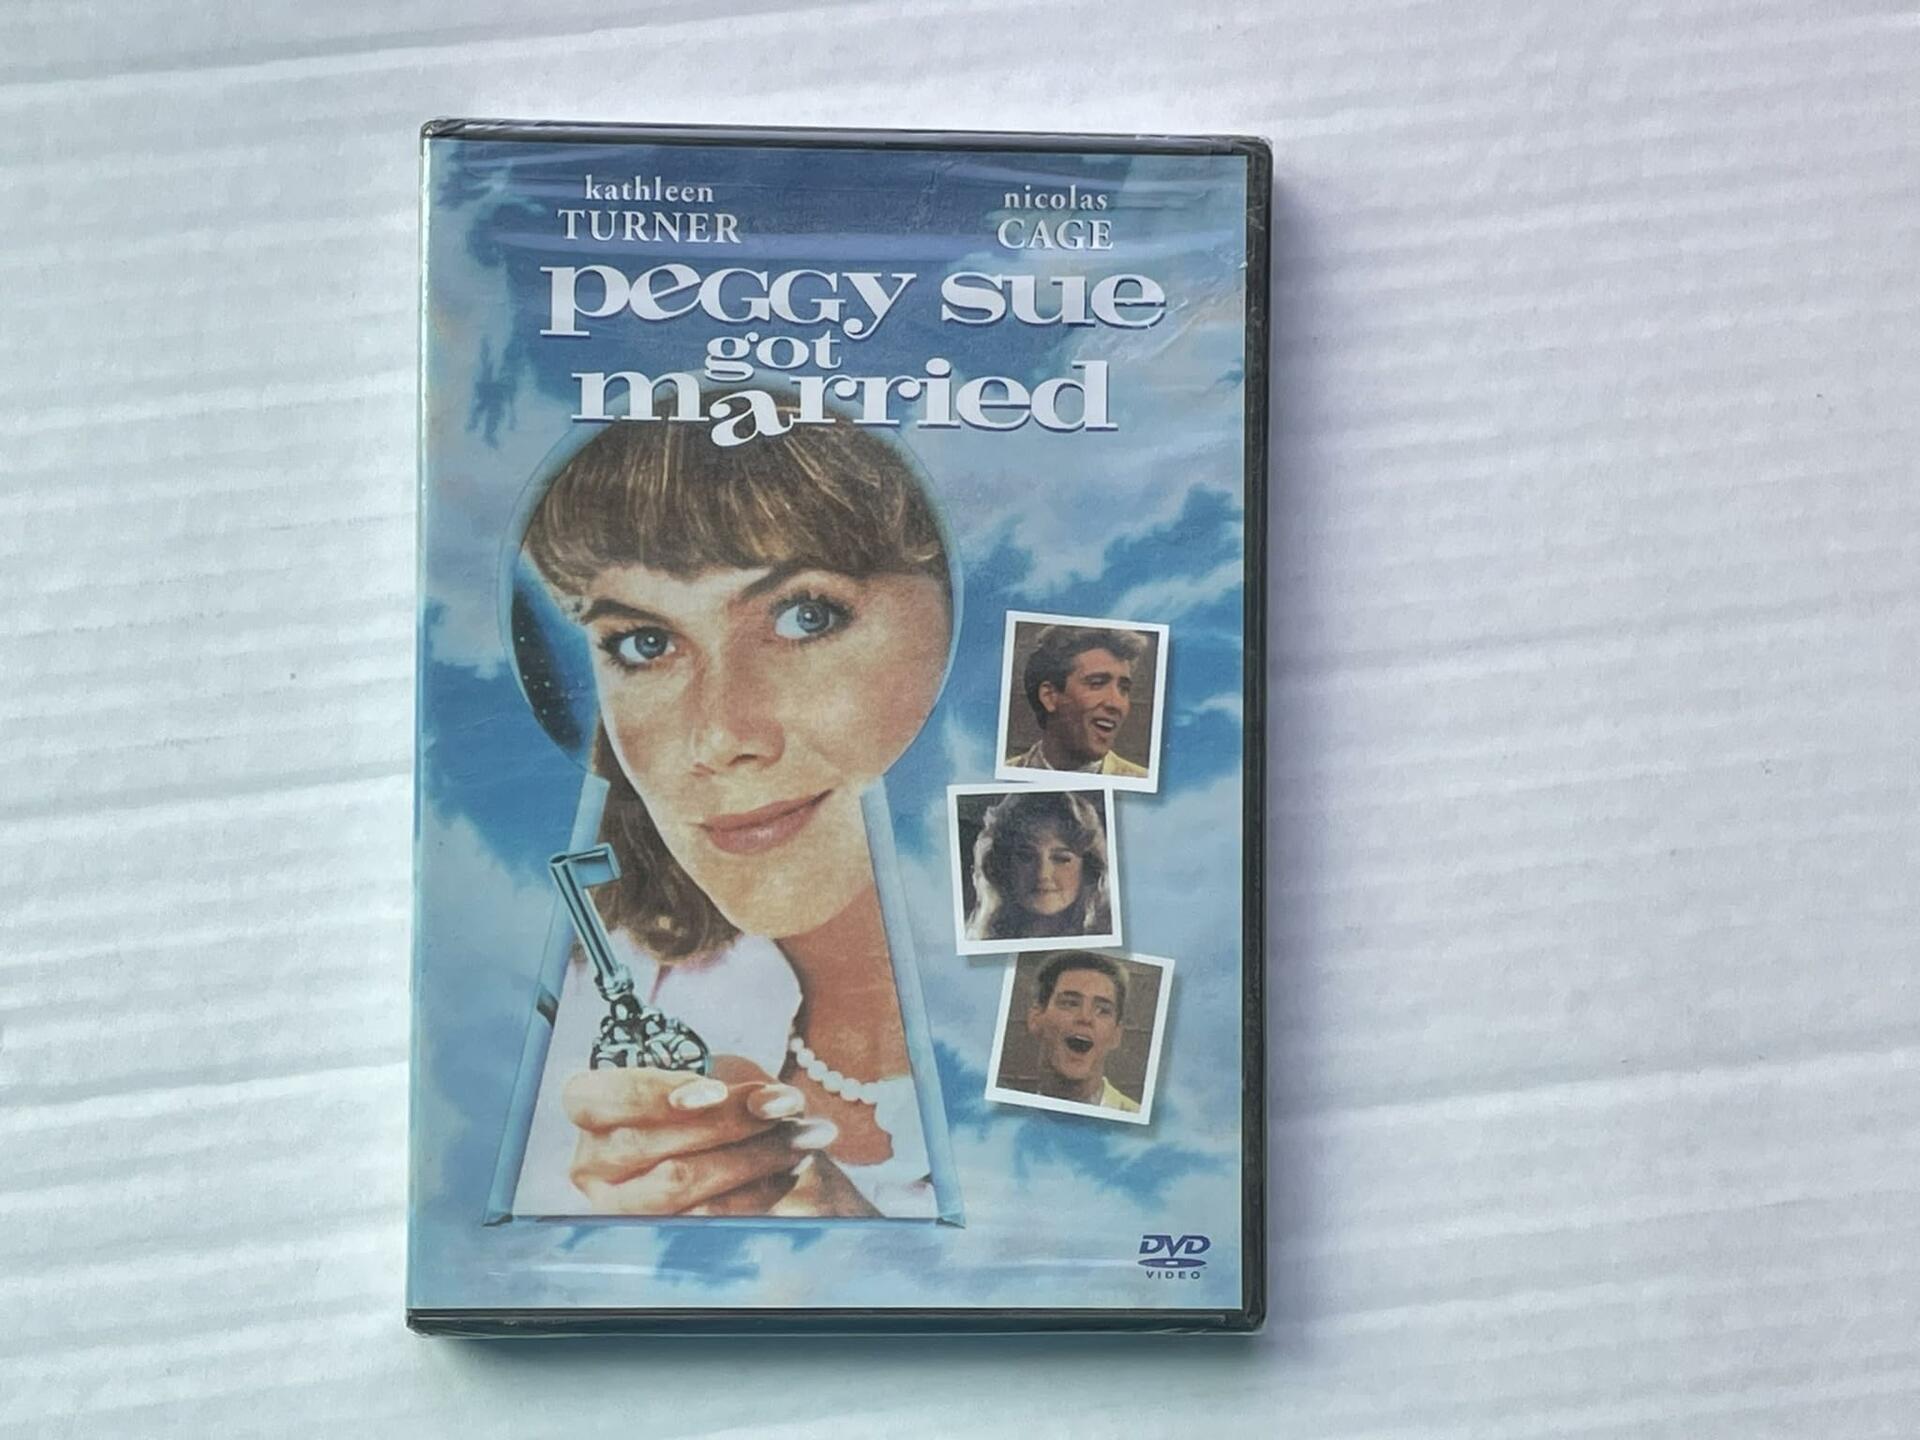 kathleen
TURNER
nicolas
CAGE
peGGy sue
got
married
DVD
VIDEO